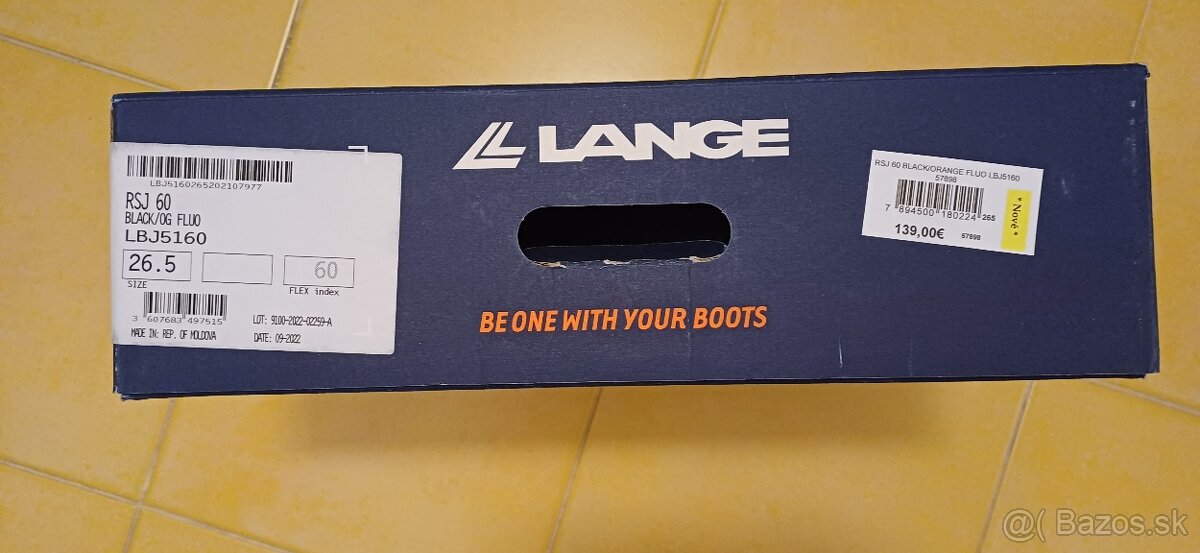 LANGE
LBJ5160265202107977
RSJ 60
BLACK/OG FLUO
LBJ5160
26.5
60
SIZE
FLEX index
3 607683 497515
LOT: 9100-2022-02259-A
MADE IN: REP. OF MOLDOVA
DATE: 09-2022
BE ONE WITH YOUR BOOTS
RSJ 60 BLACK/ORANGE FLUO LBJ5160
57898
7 894500 180224 265
139,00€
57898
* Nové *
@( Bazos.sk